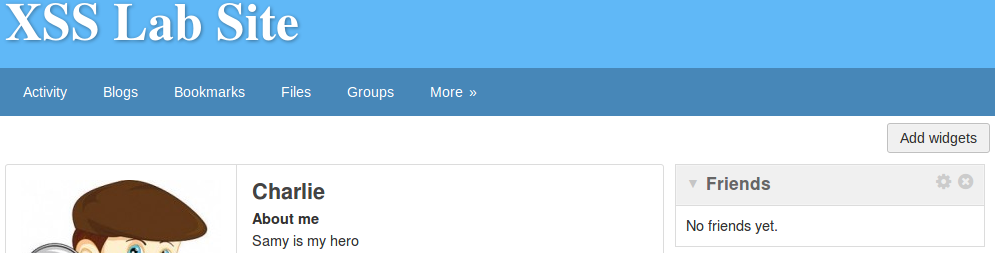 XSS Lab Site
Activity Blogs Bookmarks Files Groups More »
Add widgets
Charlie
About me
Samy is my hero
Friends
No friends yet.